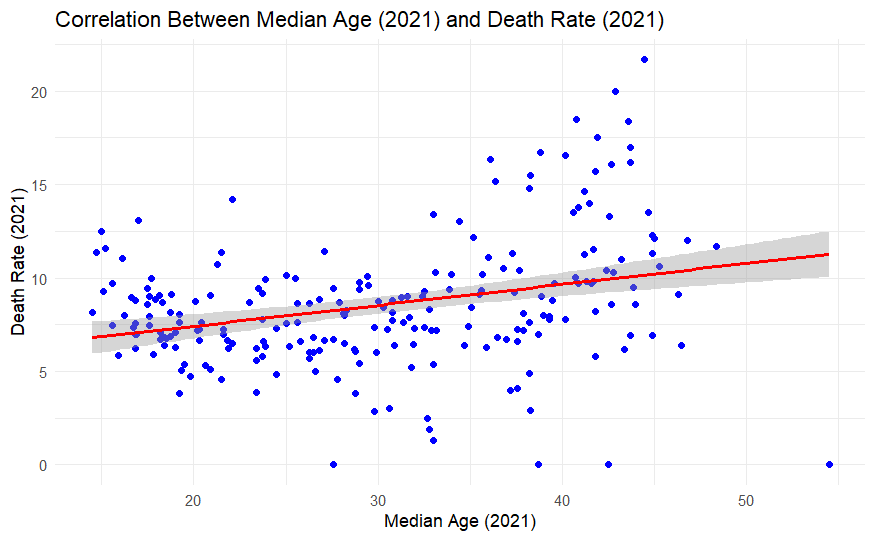 Correlation Between Median Age (2021) and Death Rate (2021)
Death Rate (2021)
20
15
10
5
0
20 30 40 50
Median Age (2021)